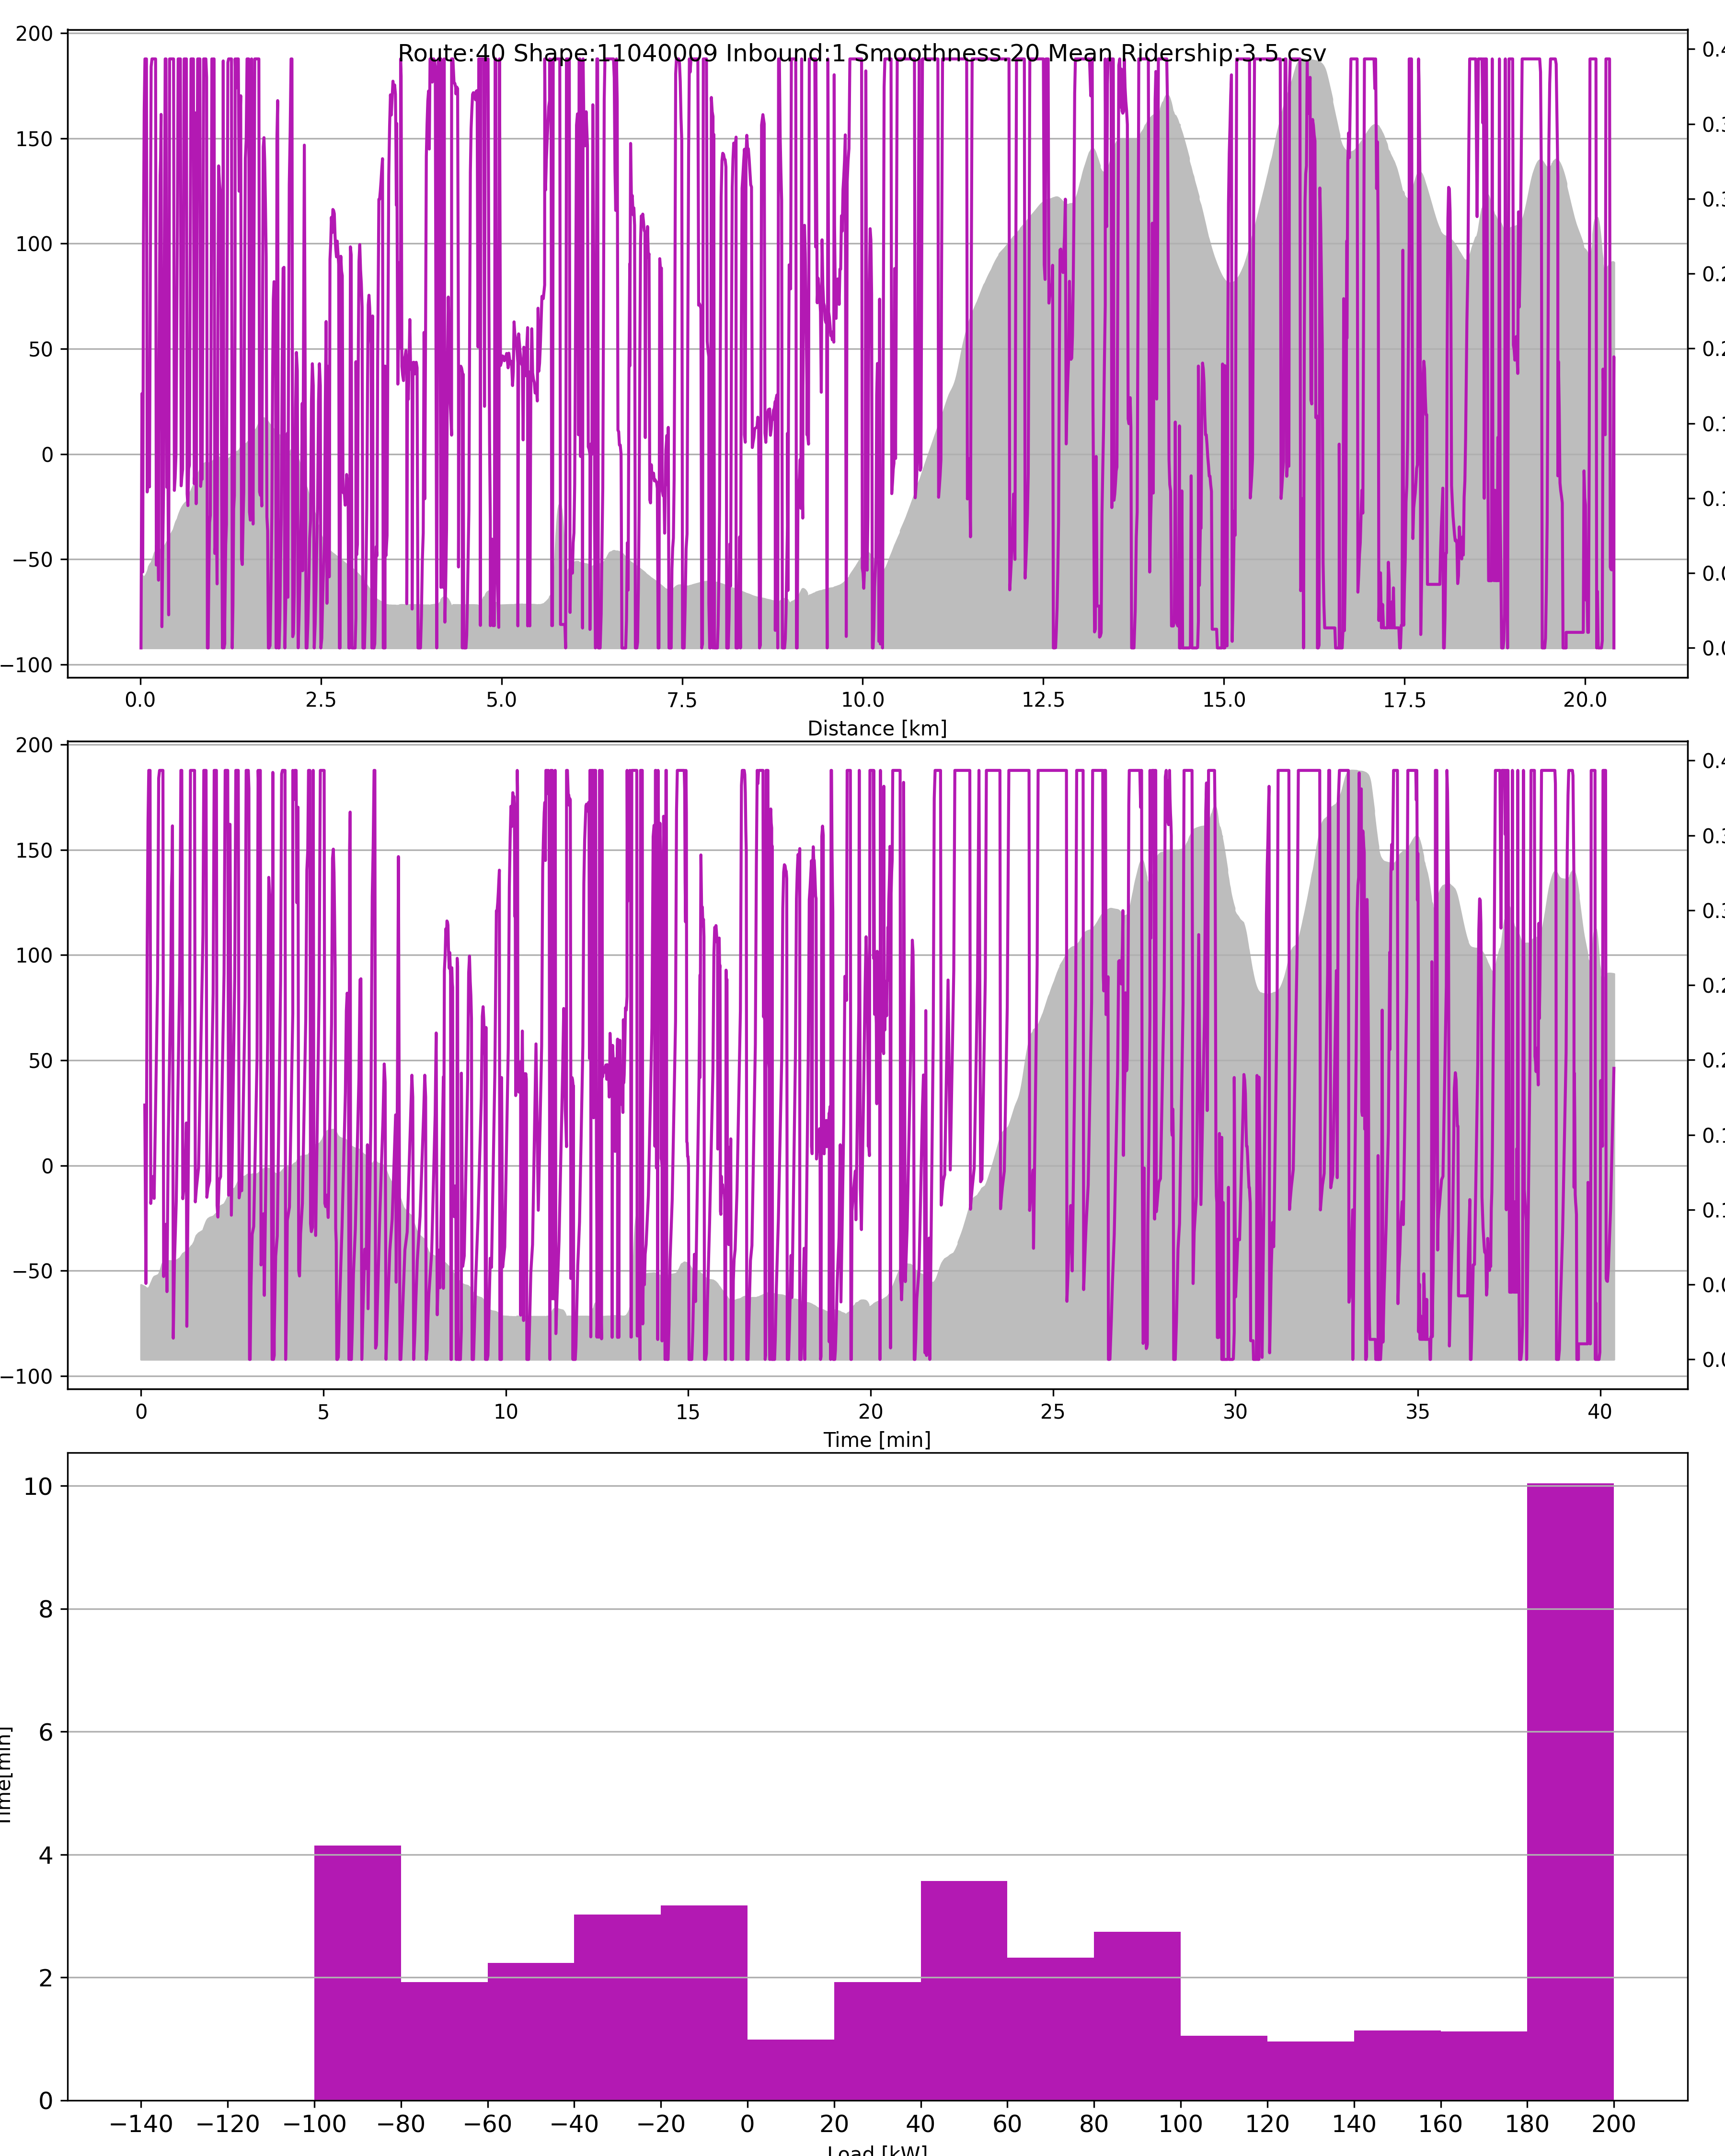 Route:40 Shape:11040009 Inbound:1 Smoothness:20 Mean Ridership:3.5.csv
200
150
100
50
0
−50
−100
0.0 2.5 5.0 7.5 10.0 12.5 15.0 17.5 20.0
Distance [km]
200
150
100
50
0
−50
−100
0 5 10 15 20 25 30 35 40
Time [min]
10
8
6
4
2
0
Time[min]
−140 −120 −100 −80 −60 −40 −20 0 20 40 60 80 100 120 140 160 180 200
Load [kW]